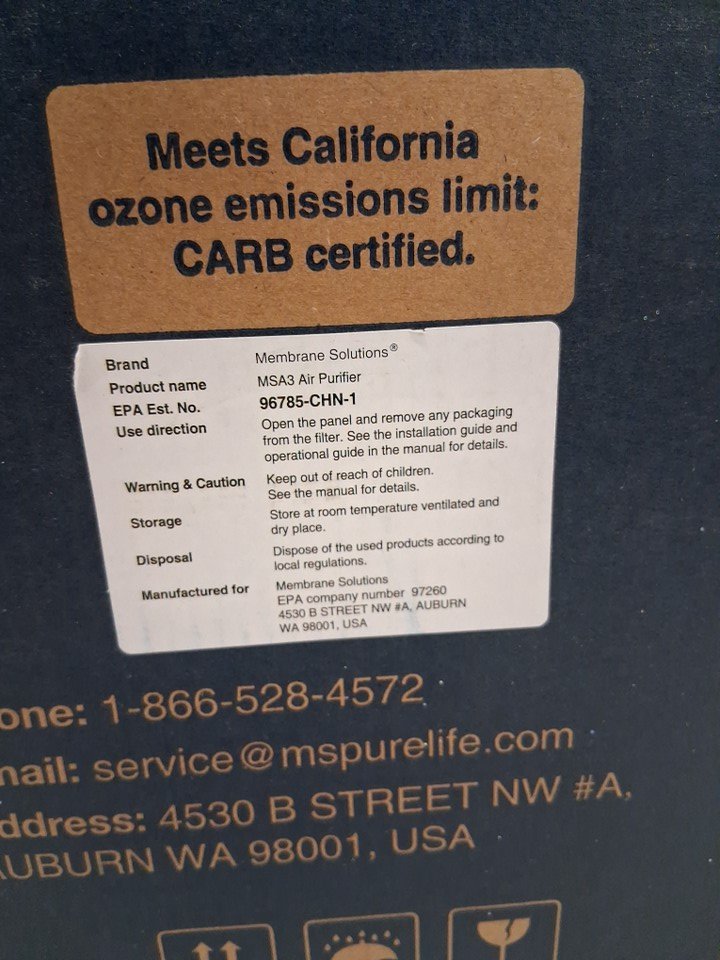 Meets California
ozone emissions limit:
CARB certified.
Brand Membrane Solutions®
Product name MSA3 Air Purifier
EPA Est. No. 96785-CHN-1
Use direction Open the panel and remove any packaging
from the filter. See the installation guide and
operational guide in the manual for details.
Warning & Caution Keep out of reach of children.
See the manual for details.
Storage Store at room temperature ventilated and
dry place.
Disposal Dispose of the used products according to
local regulations.
Manufactured for Membrane Solutions
EPA company number 97260
4530 B STREET NW #A, AUBURN
WA 98001, USA
one: 1-866-528-4572
mail: service@mspurelife.com
ddress: 4530 B STREET NW #A,
AUBURN WA 98001, USA